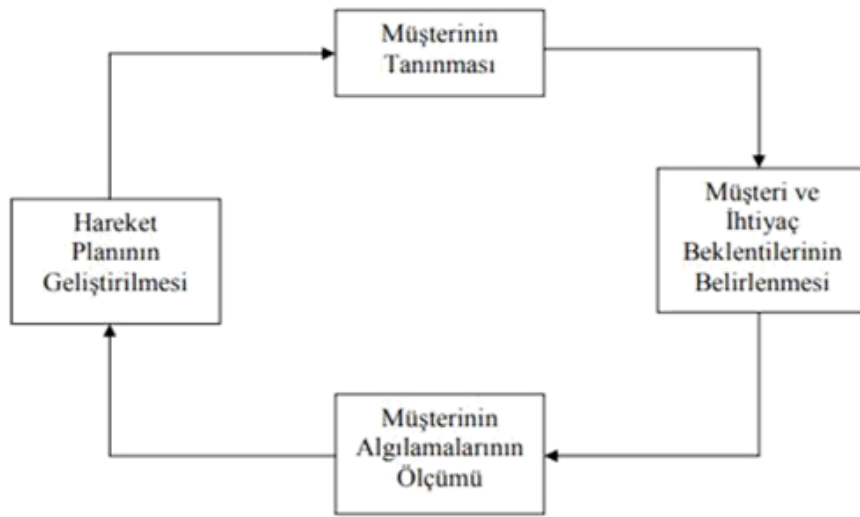 Müşterinin
Tanınması
Müşteri ve
İhtiyaç
Beklentilerinin
Belirlenmesi
Müşterinin
Algılamalarının
Ölçümü
Hareket
Planının
Geliştirilmesi